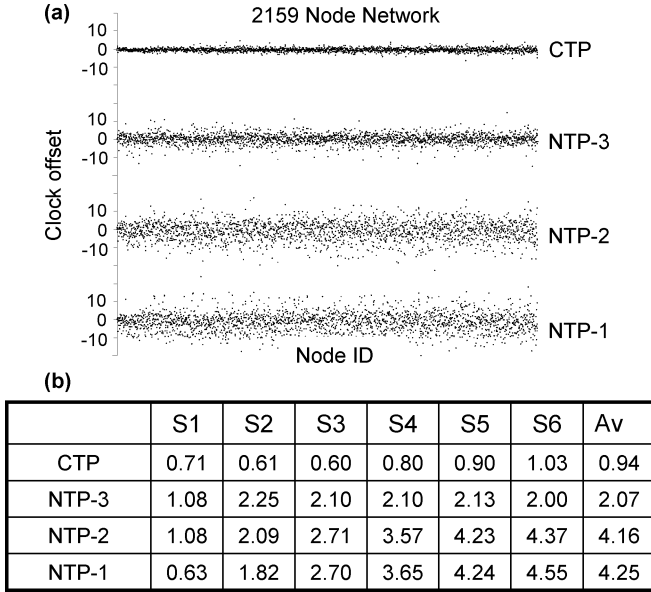 (a)
2159 Node Network
10
0
-10
CTP
10
0
-10
NTP-3
10
0
-10
NTP-2
10
0
-10
NTP-1
Clock offset
Node ID
(b)
S1 S2 S3 S4 S5 S6 Av
CTP 0.71 0.61 0.60 0.80 0.90 1.03 0.94
NTP-3 1.08 2.25 2.10 2.10 2.13 2.00 2.07
NTP-2 1.08 2.09 2.71 3.57 4.23 4.37 4.16
NTP-1 0.63 1.82 2.70 3.65 4.24 4.55 4.25